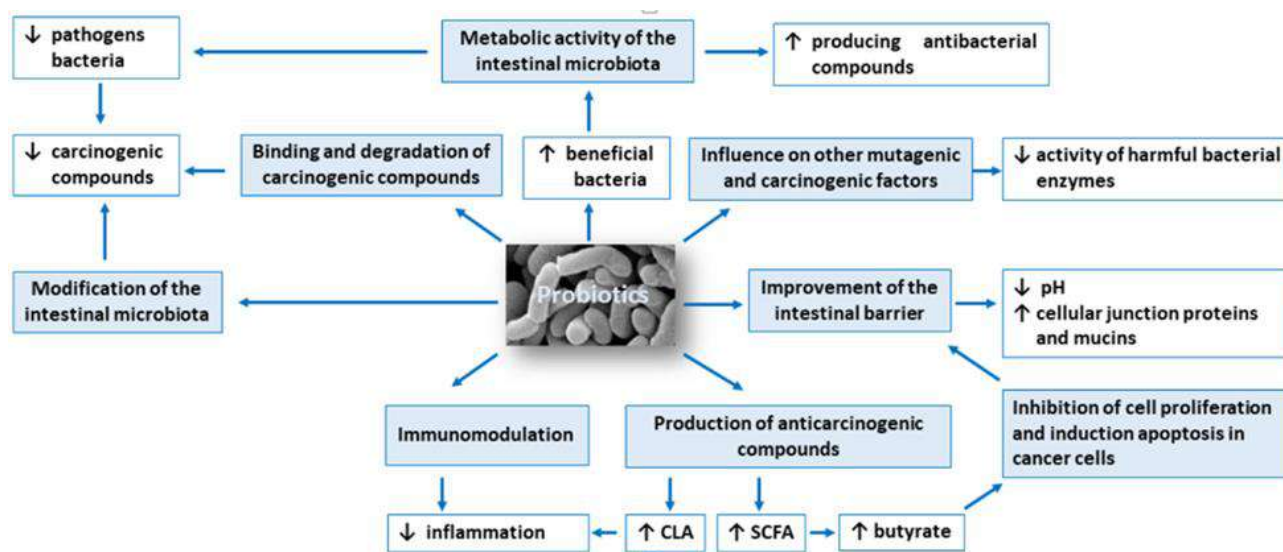 ↓ pathogens
bacteria
Metabolic activity of the
intestinal microbiota
↑ producing antibacterial
compounds
↓ carcinogenic
compounds
Binding and degradation of
carcinogenic compounds
↑ beneficial
bacteria
Influence on other mutagenic
and carcinogenic factors
↓ activity of harmful bacterial
enzymes
Modification of the
intestinal microbiota
Probiotics
Improvement of the
intestinal barrier
↓ pH
↑ cellular junction proteins
and mucins
Immunomodulation
Production of anticarcinogenic
compounds
Inhibition of cell proliferation
and induction apoptosis in
cancer cells
↓ inflammation
↑ CLA
↑ SCFA
↑ butyrate